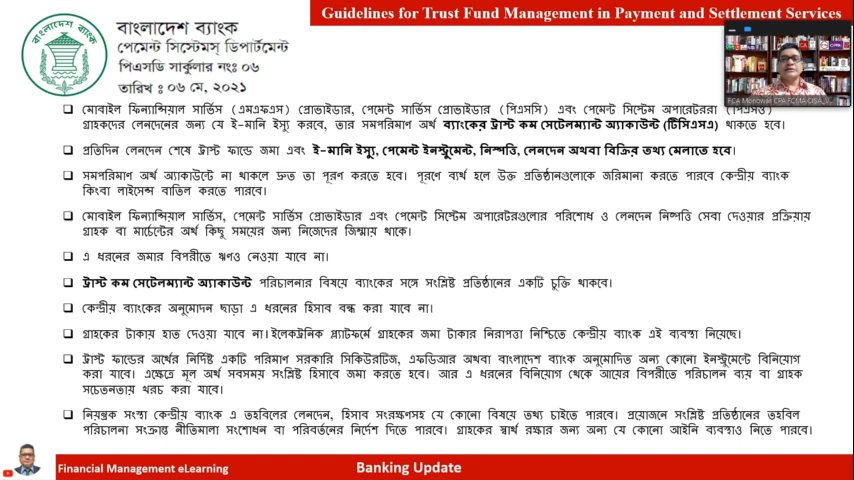 Guidelines for Trust Fund Management in Payment and Settlement Services
বাংলাদেশ ব্যাংক
বাংলাদেশ ব্যাংক
পেমেন্ট সিস্টেমস্ ডিপার্টমেন্ট
পিএসডি সার্কুলার নংঃ ০৬
তারিখ ঃ ০৬ মে, ২০২১
FCA Monowar FCPA FCMA CISA
❑ মোবাইল ফিন্যান্সিয়াল সার্ভিস (এমএফএস) প্রোভাইডার, পেমেন্ট সার্ভিস প্রোভাইডার (পিএসপি) এবং পেমেন্ট সিস্টেম অপারেটররা (পিএসও)
গ্রাহকদের লেনদেনের জন্য যে ই-মানি ইস্যু করবে, তার সমপরিমাণ অর্থ ব্যাংকের ট্রাস্ট কম সেটেলম্যান্ট অ্যাকাউন্ট (টিসিএসএ) থাকতে হবে।
❑ প্রতিদিন লেনদেন শেষে ট্রাস্ট ফান্ডে জমা এবং ই-মানি ইস্যু, পেমেন্ট ইনস্ট্রুমেন্ট, নিষ্পত্তি, লেনদেন অথবা বিক্রির তথ্য মেলাতে হবে।
❑ সমপরিমাণ অর্থ অ্যাকাউন্টে না থাকলে দ্রুত তা পূরণ করতে হবে। পূরণে ব্যর্থ হলে উক্ত প্রতিষ্ঠানগুলোকে জরিমানা করতে পারবে কেন্দ্রীয় ব্যাংক
কিংবা লাইসেন্স বাতিল করতে পারবে।
❑ মোবাইল ফিন্যান্সিয়াল সার্ভিস, পেমেন্ট সার্ভিস প্রোভাইডার এবং পেমেন্ট সিস্টেম অপারেটরগুলোর পরিশোধ ও লেনদেন নিষ্পত্তি সেবা দেওয়ার প্রক্রিয়ায়
গ্রাহক বা মার্চেন্টের অর্থ কিছু সময়ের জন্য নিজেদের জিম্মায় থাকে।
❑ এ ধরনের জমার বিপরীতে ঋণও নেওয়া যাবে না।
❑ ট্রাস্ট কম সেটেলম্যান্ট অ্যাকাউন্ট পরিচালনার বিষয়ে ব্যাংকের সঙ্গে সংশ্লিষ্ট প্রতিষ্ঠানের একটি চুক্তি থাকবে।
❑ কেন্দ্রীয় ব্যাংকের অনুমোদন ছাড়া এ ধরনের হিসাব বন্ধ করা যাবে না।
❑ গ্রাহকের টাকায় হাত দেওয়া যাবে না। ইলেকট্রনিক প্ল্যাটফর্মে গ্রাহকের জমা টাকার নিরাপত্তা নিশ্চিতে কেন্দ্রীয় ব্যাংক এই ব্যবস্থা নিয়েছে।
❑ ট্রাস্ট ফান্ডের অর্থের নির্দিষ্ট একটি পরিমাণ সরকারি সিকিউরিটিজ, এফডিআর অথবা বাংলাদেশ ব্যাংক অনুমোদিত অন্য কোনো ইনস্ট্রুমেন্টে বিনিয়োগ
করা যাবে। এক্ষেত্রে মূল অর্থ সবসময় সংশ্লিষ্ট হিসাবে জমা করতে হবে। আর এ ধরনের বিনিয়োগ থেকে আয়ের বিপরীতে পরিচালন ব্যয় বা গ্রাহক
সচেতনতায় খরচ করা যাবে।
❑ নিয়ন্ত্রক সংস্থা কেন্দ্রীয় ব্যাংক এ তহবিলের লেনদেন, হিসাব সংরক্ষণসহ যে কোনো বিষয়ে তথ্য চাইতে পারবে। প্রয়োজনে সংশ্লিষ্ট প্রতিষ্ঠানের তহবিল
পরিচালনা সংক্রান্ত নীতিমালা সংশোধন বা পরিবর্তনের নির্দেশ দিতে পারবে। গ্রাহকের স্বার্থ রক্ষার জন্য অন্য যে কোনো আইনি ব্যবস্থাও নিতে পারবে।
Financial Management eLearning
Banking Update